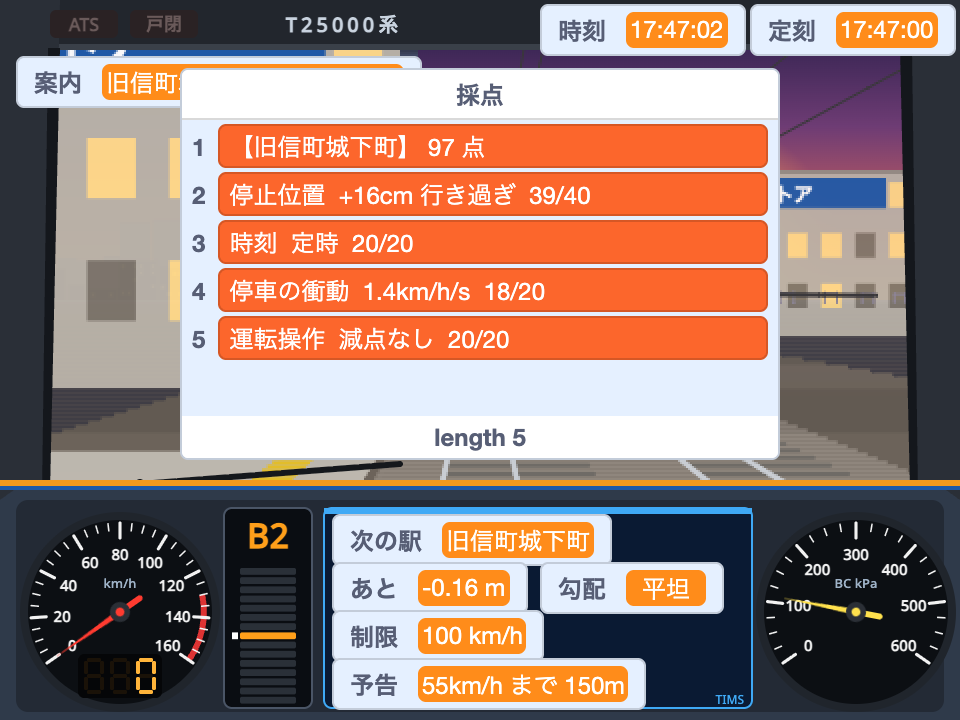 ATS 戸閉 T25000系
時刻 17:47:02 定刻 17:47:00
案内 旧信町
採点
1 【旧信町城下町】 97 点
2 停止位置 +16cm 行き過ぎ 39/40
3 時刻 定時 20/20
4 停車の衝動 1.4km/h/s 18/20
5 運転操作 減点なし 20/20
length 5
トア
0 20 40 60 80 100 120 140 160
km/h
0
B2
次の駅 旧信町城下町
あと -0.16 m 勾配 平坦
制限 100 km/h
予告 55km/h まで 150m
TIMS
0 100 200 300 400 500 600
BC kPa